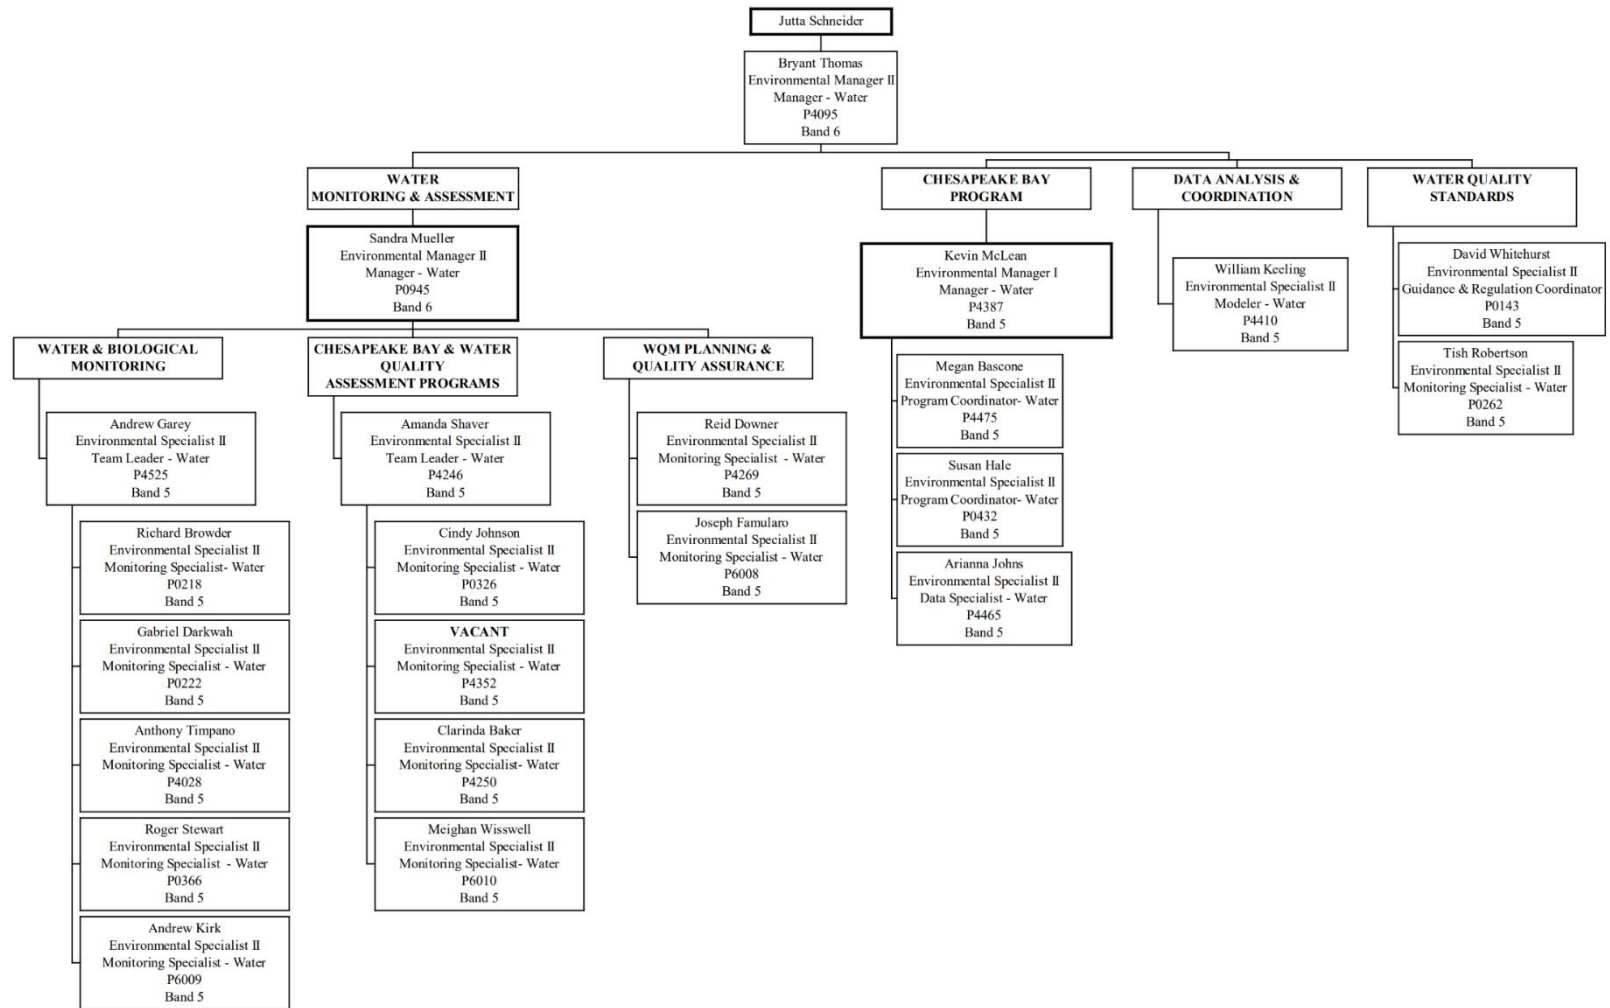 Jutta Schneider
Bryant Thomas
Environmental Manager II
Manager - Water
P4095
Band 6
WATER
MONITORING & ASSESSMENT
Sandra Mueller
Environmental Manager II
Manager - Water
P0945
Band 6
WATER & BIOLOGICAL
MONITORING
Andrew Garey
Environmental Specialist II
Team Leader - Water
P4525
Band 5
Richard Browder
Environmental Specialist II
Monitoring Specialist- Water
P0218
Band 5
Gabriel Darkwah
Environmental Specialist II
Monitoring Specialist - Water
P0222
Band 5
Anthony Timpano
Environmental Specialist II
Monitoring Specialist - Water
P4028
Band 5
Roger Stewart
Environmental Specialist II
Monitoring Specialist - Water
P0366
Band 5
Andrew Kirk
Environmental Specialist II
Monitoring Specialist - Water
P6009
Band 5
CHESAPEAKE BAY & WATER
QUALITY
ASSESSMENT PROGRAMS
Amanda Shaver
Environmental Specialist II
Team Leader - Water
P4246
Band 5
Cindy Johnson
Environmental Specialist II
Monitoring Specialist - Water
P0326
Band 5
VACANT
Environmental Specialist II
Monitoring Specialist - Water
P4352
Band 5
Clarinda Baker
Environmental Specialist II
Monitoring Specialist- Water
P4250
Band 5
Meighan Wisswell
Environmental Specialist II
Monitoring Specialist- Water
P6010
Band 5
WQM PLANNING &
QUALITY ASSURANCE
Reid Downer
Environmental Specialist II
Monitoring Specialist - Water
P4269
Band 5
Joseph Famularo
Environmental Specialist II
Monitoring Specialist - Water
P6008
Band 5
CHESAPEAKE BAY
PROGRAM
Kevin McLean
Environmental Manager I
Manager - Water
P4387
Band 5
Megan Bascone
Environmental Specialist II
Program Coordinator- Water
P4475
Band 5
Susan Hale
Environmental Specialist II
Program Coordinator- Water
P0432
Band 5
Arianna Johns
Environmental Specialist II
Data Specialist - Water
P4465
Band 5
DATA ANALYSIS &
COORDINATION
William Keeling
Environmental Specialist II
Modeler - Water
P4410
Band 5
WATER QUALITY
STANDARDS
David Whitehurst
Environmental Specialist II
Guidance & Regulation Coordinator
P0143
Band 5
Tish Robertson
Environmental Specialist II
Monitoring Specialist - Water
P0262
Band 5